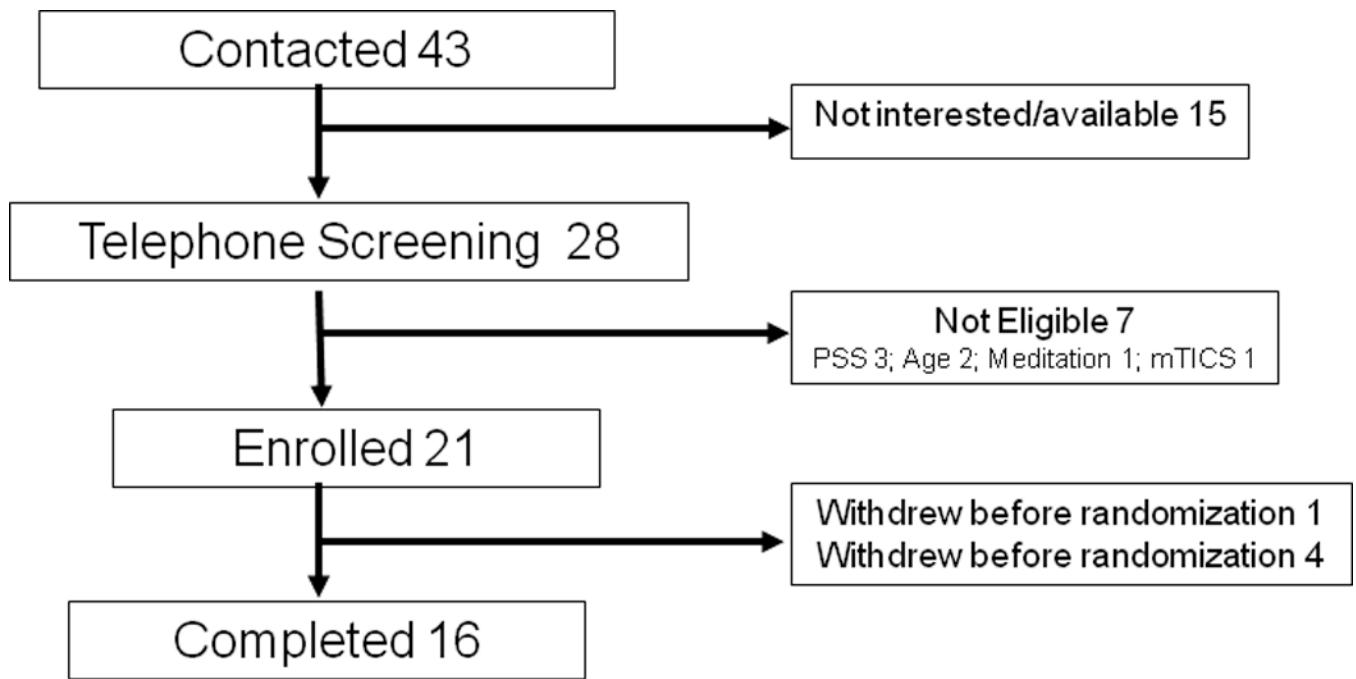 Contacted 43
Not interested/available 15
Telephone Screening 28
Not Eligible 7
PSS 3; Age 2; Meditation 1; mTICS 1
Enrolled 21
Withdrew before randomization 1
Withdrew before randomization 4
Completed 16